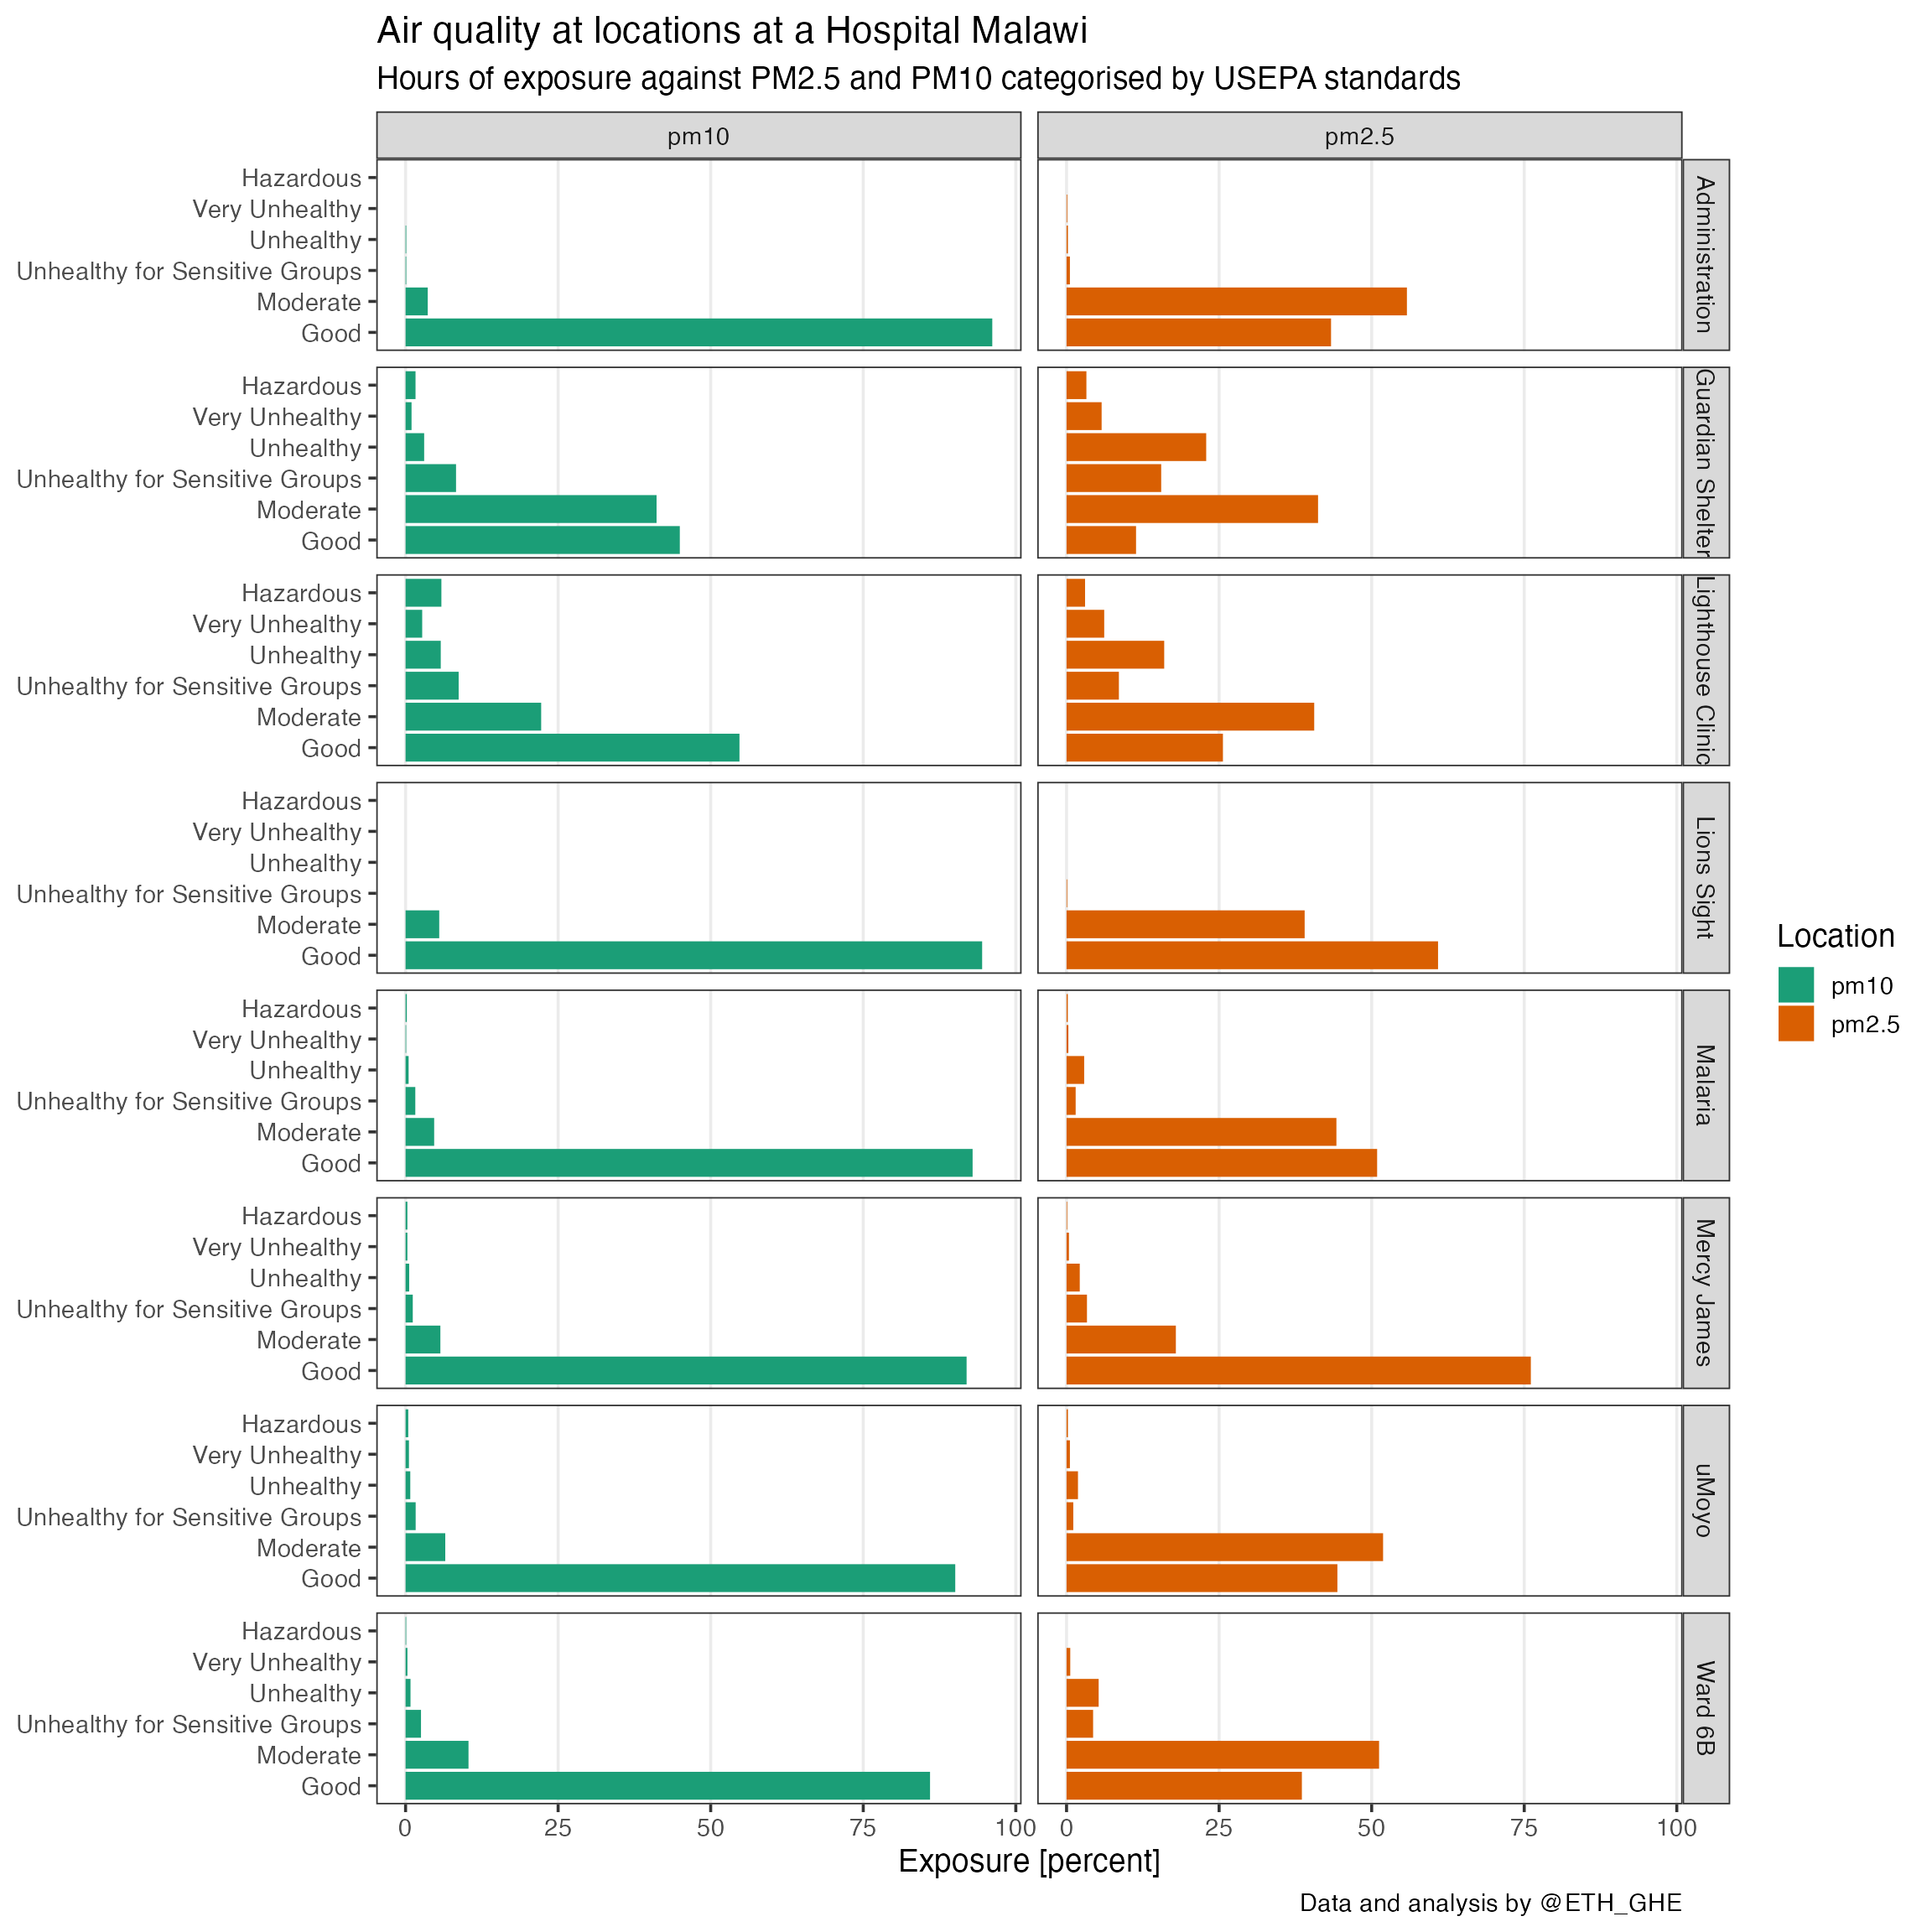 Air quality at locations at a Hospital Malawi
Hours of exposure against PM2.5 and PM10 categorised by USEPA standards
pm10
pm2.5
Hazardous
Very Unhealthy
Unhealthy
Unhealthy for Sensitive Groups
Moderate
Good
Administration
Hazardous
Very Unhealthy
Unhealthy
Unhealthy for Sensitive Groups
Moderate
Good
Guardian Shelter
Hazardous
Very Unhealthy
Unhealthy
Unhealthy for Sensitive Groups
Moderate
Good
Lighthouse Clinic
Hazardous
Very Unhealthy
Unhealthy
Unhealthy for Sensitive Groups
Moderate
Good
Lions Sight
Hazardous
Very Unhealthy
Unhealthy
Unhealthy for Sensitive Groups
Moderate
Good
Malaria
Hazardous
Very Unhealthy
Unhealthy
Unhealthy for Sensitive Groups
Moderate
Good
Mercy James
Hazardous
Very Unhealthy
Unhealthy
Unhealthy for Sensitive Groups
Moderate
Good
uMoyo
Hazardous
Very Unhealthy
Unhealthy
Unhealthy for Sensitive Groups
Moderate
Good
Ward 6B
0 25 50 75 100 0 25 50 75 100
Exposure [percent]
Location
pm10
pm2.5
Data and analysis by @ETH_GHE